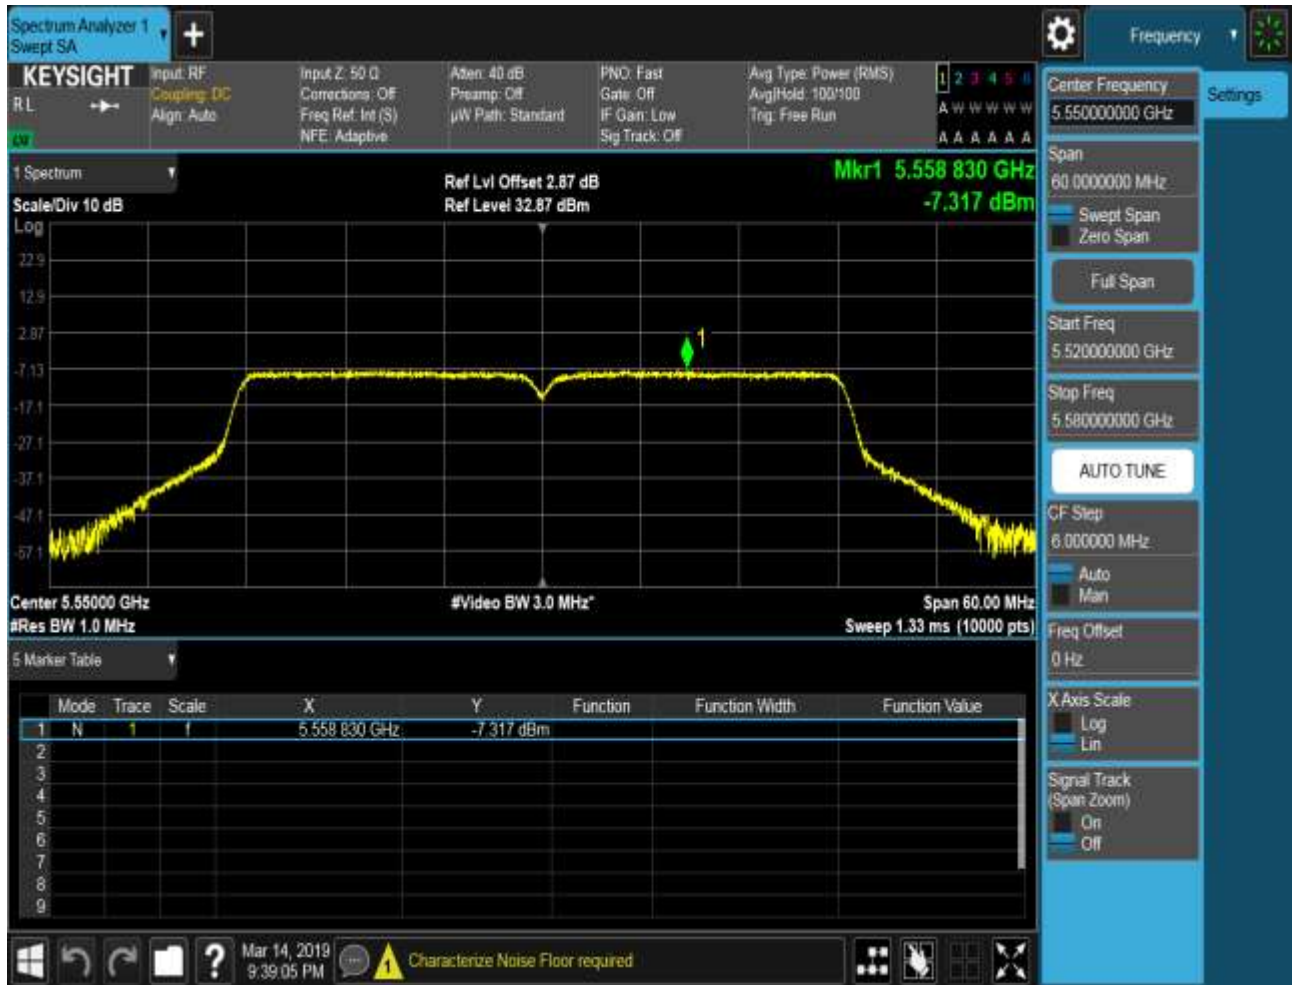 Spectrum Analyzer 1
Swept SA
+
Frequency
KEYSIGHT
RL
Input: RF
Coupling: DC
Align: Auto
Input Z: 50 Ω
Corrections: Off
Freq Ref: Int (S)
NFE: Adaptive
Atten: 40 dB
Preamp: Off
µW Path: Standard
PNO: Fast
Gate: Off
IF Gain: Low
Sig Track: Off
Avg Type: Power (RMS)
Avg|Hold: 100/100
Trig: Free Run
1 2 3 4 5 6
A W W W W W
A A A A A A
1 Spectrum
Scale/Div 10 dB
Ref Lvl Offset 2.87 dB
Ref Level 32.87 dBm
Mkr1 5.558 830 GHz
-7.317 dBm
Log
22.9
12.9
2.87
-7.13
-17.1
-27.1
-37.1
-47.1
-57.1
1
Center 5.55000 GHz
#Video BW 3.0 MHz*
Span 60.00 MHz
#Res BW 1.0 MHz
Sweep 1.33 ms (10000 pts)
5 Marker Table
Mode Trace Scale X Y Function Function Width Function Value
1 N 1 f 5.558 830 GHz -7.317 dBm
2
3
4
5
6
7
8
9
Center Frequency
5.550000000 GHz
Settings
Span
60.0000000 MHz
Swept Span
Zero Span
Full Span
Start Freq
5.520000000 GHz
Stop Freq
5.580000000 GHz
AUTO TUNE
CF Step
6.000000 MHz
Auto
Man
Freq Offset
0 Hz
X Axis Scale
Log
Lin
Signal Track
(Span Zoom)
On
Off
?
Mar 14, 2019
9:39:05 PM
1
Characterize Noise Floor required